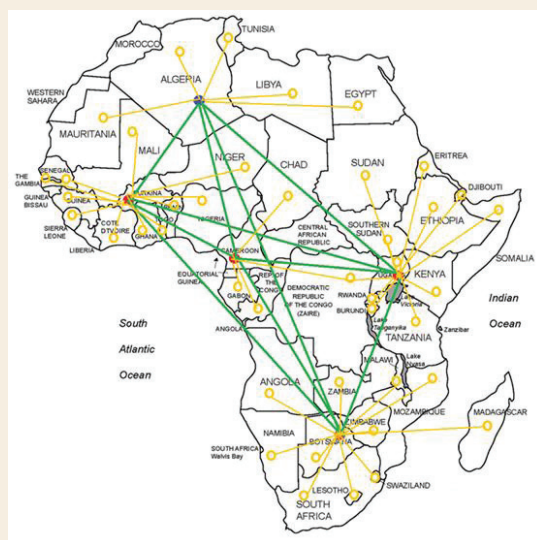 TUNISIA
MOROCCO
ALGERIA
LIBYA
EGYPT
WESTERN
SAHARA
MAURITANIA
MALI
NIGER
CHAD
SUDAN
ERITREA
THE
GAMBIA
SENEGAL
GUINEA
BISSAU
GUINEA
SIERRA
LEONE
LIBERIA
COTE
D'IVOIRE
GHANA
TOGO
DJIBOUTI
ETHIOPIA
SOUTHERN
SUDAN
CENTRAL
AFRICAN
REPUBLIC
CAMEROON
SOMALIA
EQUATORIAL
GUINEA
GABON
REP OF
THE
CONGO
DEMOCRATIC
REPUBLIC
OF THE CONGO
(ZAIRE)
KENYA
RWANDA
BURUNDI
Lake
Victoria
Lake
Tanganyika
TANZANIA
Zanzibar
Indian
Ocean
South
Atlantic
Ocean
ANGOLA
ANGOLA
MALAWI
Lake
Nyasa
ZAMBIA
MOZAMBIQUE
MADAGASCAR
ZIMBABWE
NAMIBIA
BOTSWANA
SOUTH AFRICA
Walvis Bay
SWAZILAND
LESOTHO
SOUTH
AFRICA